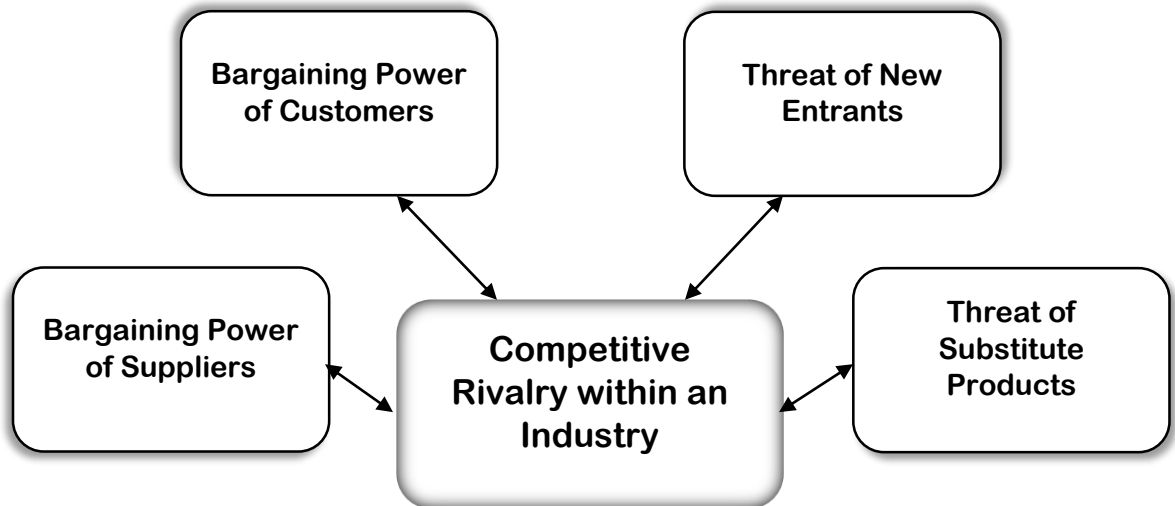 Bargaining Power
of Customers
Threat of New
Entrants
Bargaining Power
of Suppliers
Competitive
Rivalry within an
Industry
Threat of
Substitute
Products